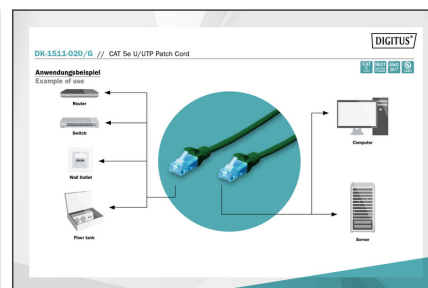 DIGITUS®
DK-1511-020/G // CAT 5e U/UTP Patch Cord
Anwendungsbeispiel
Example of use
Router
Switch
Wall Outlet
Floor tank
Computer
Server